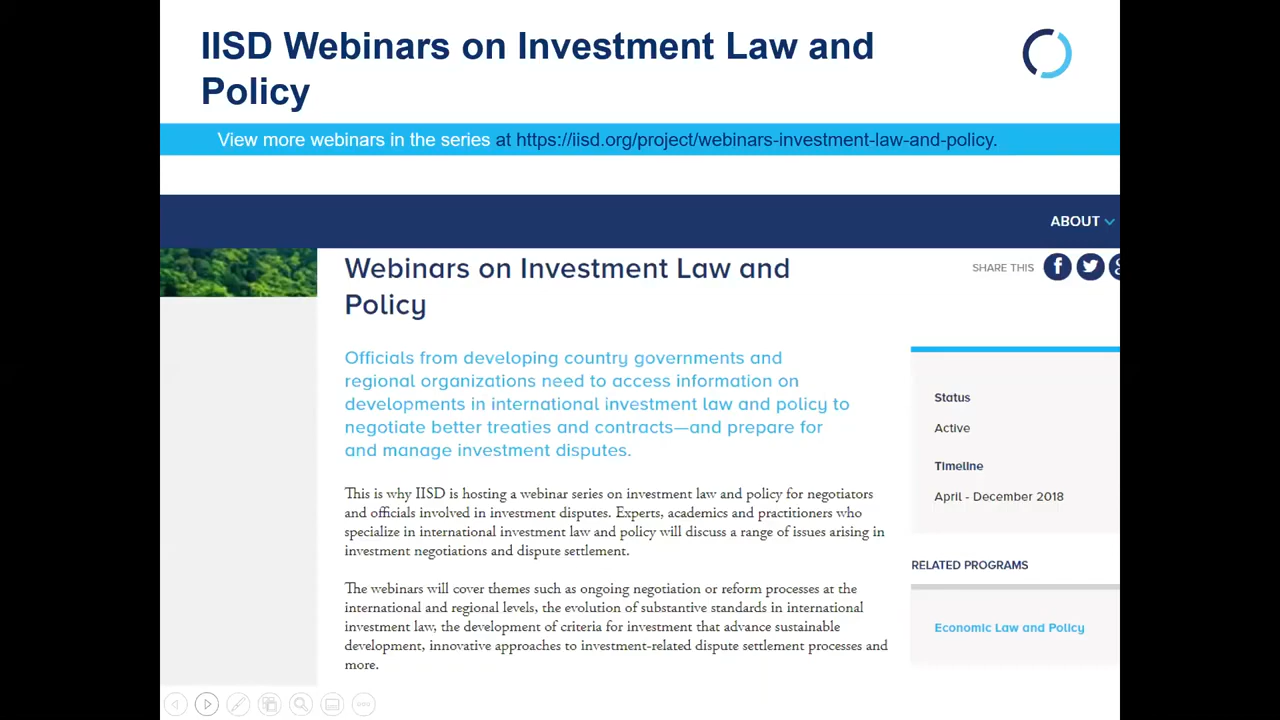 IISD Webinars on Investment Law and
Policy
View more webinars in the series at https://iisd.org/project/webinars-investment-law-and-policy.
ABOUT
Webinars on Investment Law and
Policy
SHARE THIS
Officials from developing country governments and
regional organizations need to access information on
developments in international investment law and policy to
negotiate better treaties and contracts—and prepare for
and manage investment disputes.
This is why IISD is hosting a webinar series on investment law and policy for negotiators
and officials involved in investment disputes. Experts, academics and practitioners who
specialize in international investment law and policy will discuss a range of issues arising in
investment negotiations and dispute settlement.
The webinars will cover themes such as ongoing negotiation or reform processes at the
international and regional levels, the evolution of substantive standards in international
investment law, the development of criteria for investment that advance sustainable
development, innovative approaches to investment-related dispute settlement processes and
more.
Status
Active
Timeline
April - December 2018
RELATED PROGRAMS
Economic Law and Policy